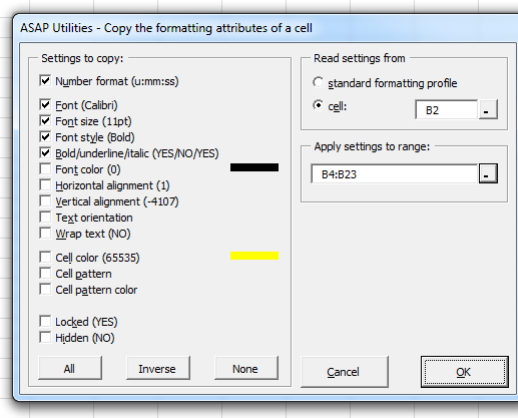 ASAP Utilities - Copy the formatting attributes of a cell
Settings to copy:
Number format (u:mm:ss)
Font (Calibri)
Font size (11pt)
Font style (Bold)
Bold/underline/italic (YES/NO/YES)
Font color (0)
Horizontal alignment (1)
Vertical alignment (-4107)
Text orientation
Wrap text (NO)
Cell color (65535)
Cell pattern
Cell pattern color
Locked (YES)
Hidden (NO)
All
Inverse
None
Read settings from
standard formatting profile
cell:
B2
-
Apply settings to range:
B4:B23
-
Cancel
OK